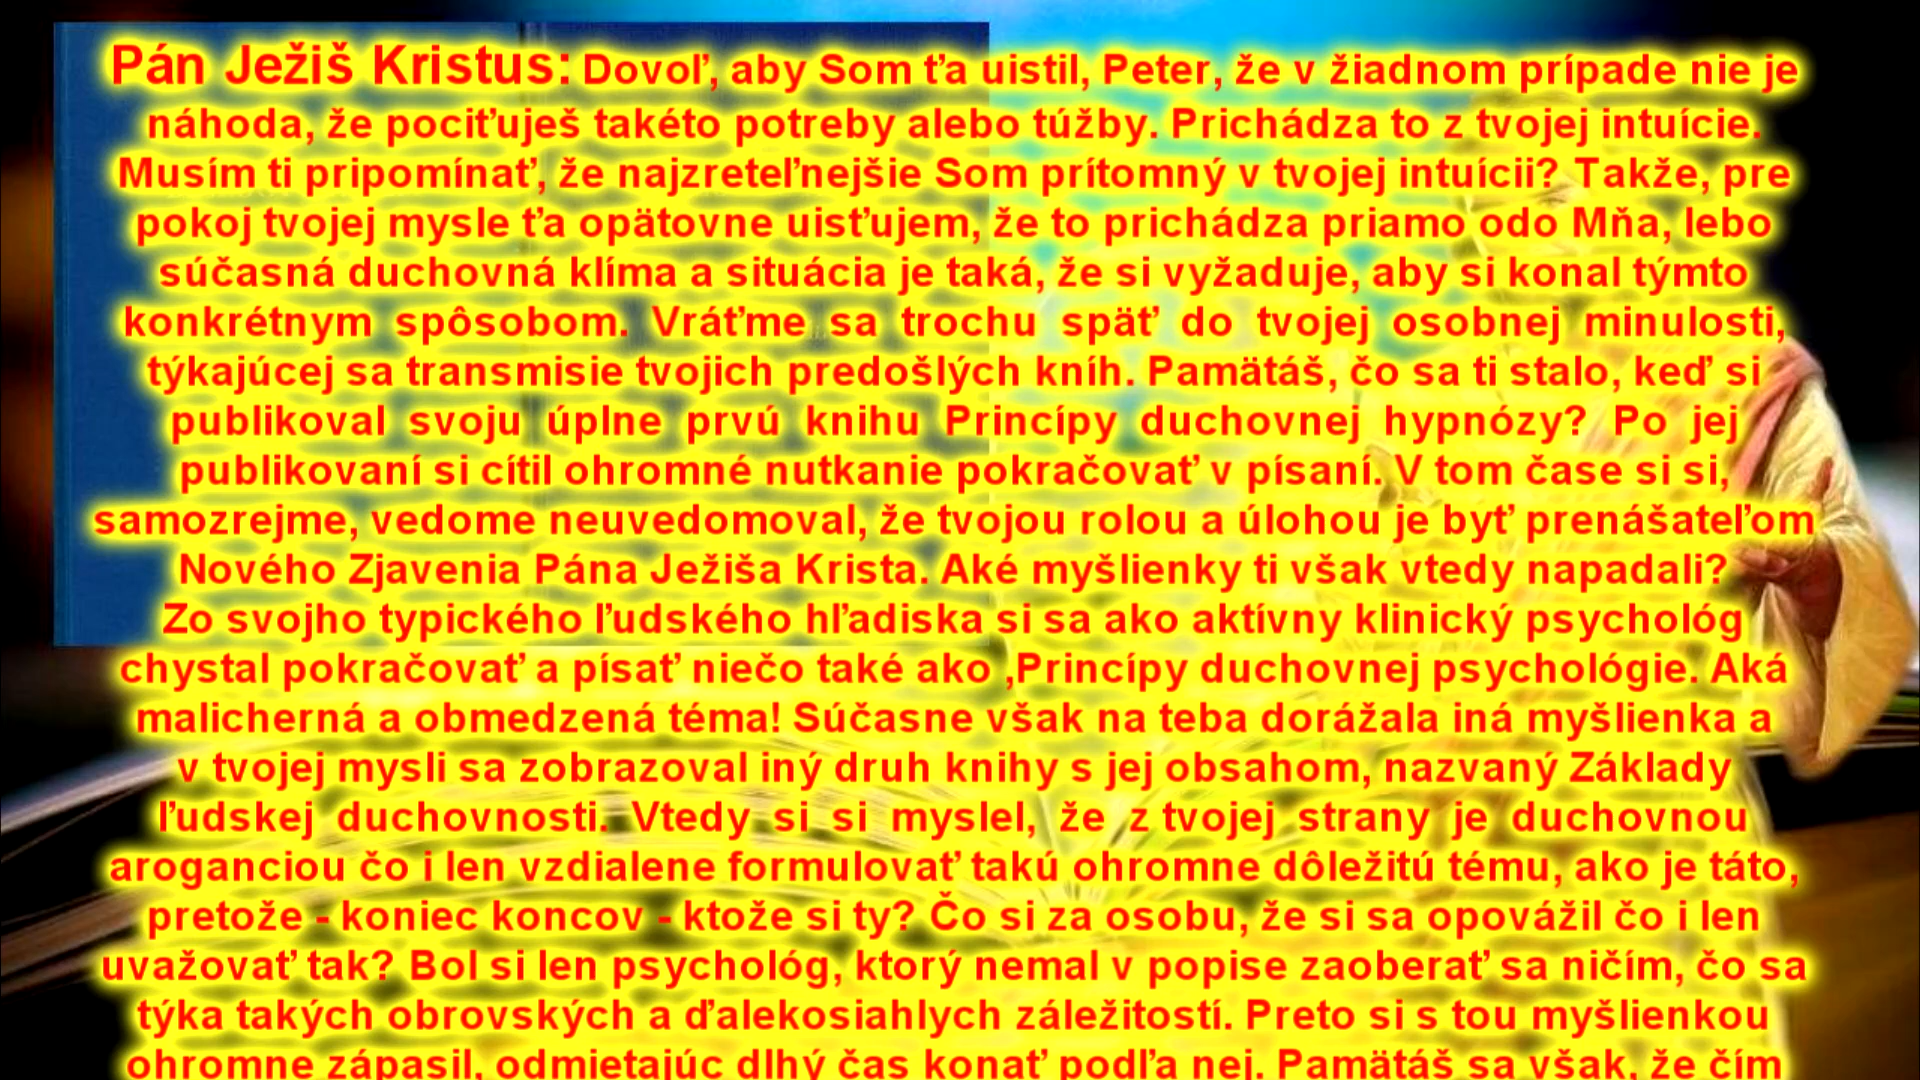 Pán Ježiš Kristus: Dovoľ, aby Som ťa uistil, Peter, že v žiadnom prípade nie je
náhoda, že pociťuješ takéto potreby alebo túžby. Prichádza to z tvojej intuície.
Musím ti pripomínať, že najzreteľnejšie Som prítomný v tvojej intuícii? Takže, pre
pokoj tvojej mysle ťa opätovne uisťujem, že to prichádza priamo odo Mňa, lebo
súčasná duchovná klíma a situácia je taká, že si vyžaduje, aby si konal týmto
konkrétnym spôsobom. Vráťme sa trochu späť do tvojej osobnej minulosti,
týkajúcej sa transmisie tvojich predošlých kníh. Pamätáš, čo sa ti stalo, keď si
publikoval svoju úplne prvú knihu Princípy duchovnej hypnózy? Po jej
publikovaní si cítil ohromné nutkanie pokračovať v písaní. V tom čase si si,
samozrejme, vedome neuvedomoval, že tvojou rolou a úlohou je byť prenášateľom
Nového Zjavenia Pána Ježiša Krista. Aké myšlienky ti však vtedy napadali?
Zo svojho typického ľudského hľadiska si sa ako aktívny klinický psychológ
chystal pokračovať a písať niečo také ako ‚Princípy duchovnej psychológie. Aká
malicherná a obmedzená téma! Súčasne však na teba dorážala iná myšlienka a
v tvojej mysli sa zobrazoval iný druh knihy s jej obsahom, nazvaný Základy
ľudskej duchovnosti. Vtedy si si myslel, že z tvojej strany je duchovnou
aroganciou čo i len vzdialene formulovať takú ohromne dôležitú tému, ako je táto,
pretože - koniec koncov - ktože si ty? Čo si za osobu, že si sa opovážil čo i len
uvažovať tak? Bol si len psychológ, ktorý nemal v popise zaoberať sa ničím, čo sa
týka takých obrovských a ďalekosiahlych záležitostí. Preto si s tou myšlienkou
ohromne zápasil, odmietajúc dlhý čas konať podľa nej. Pamätáš sa však, že čím